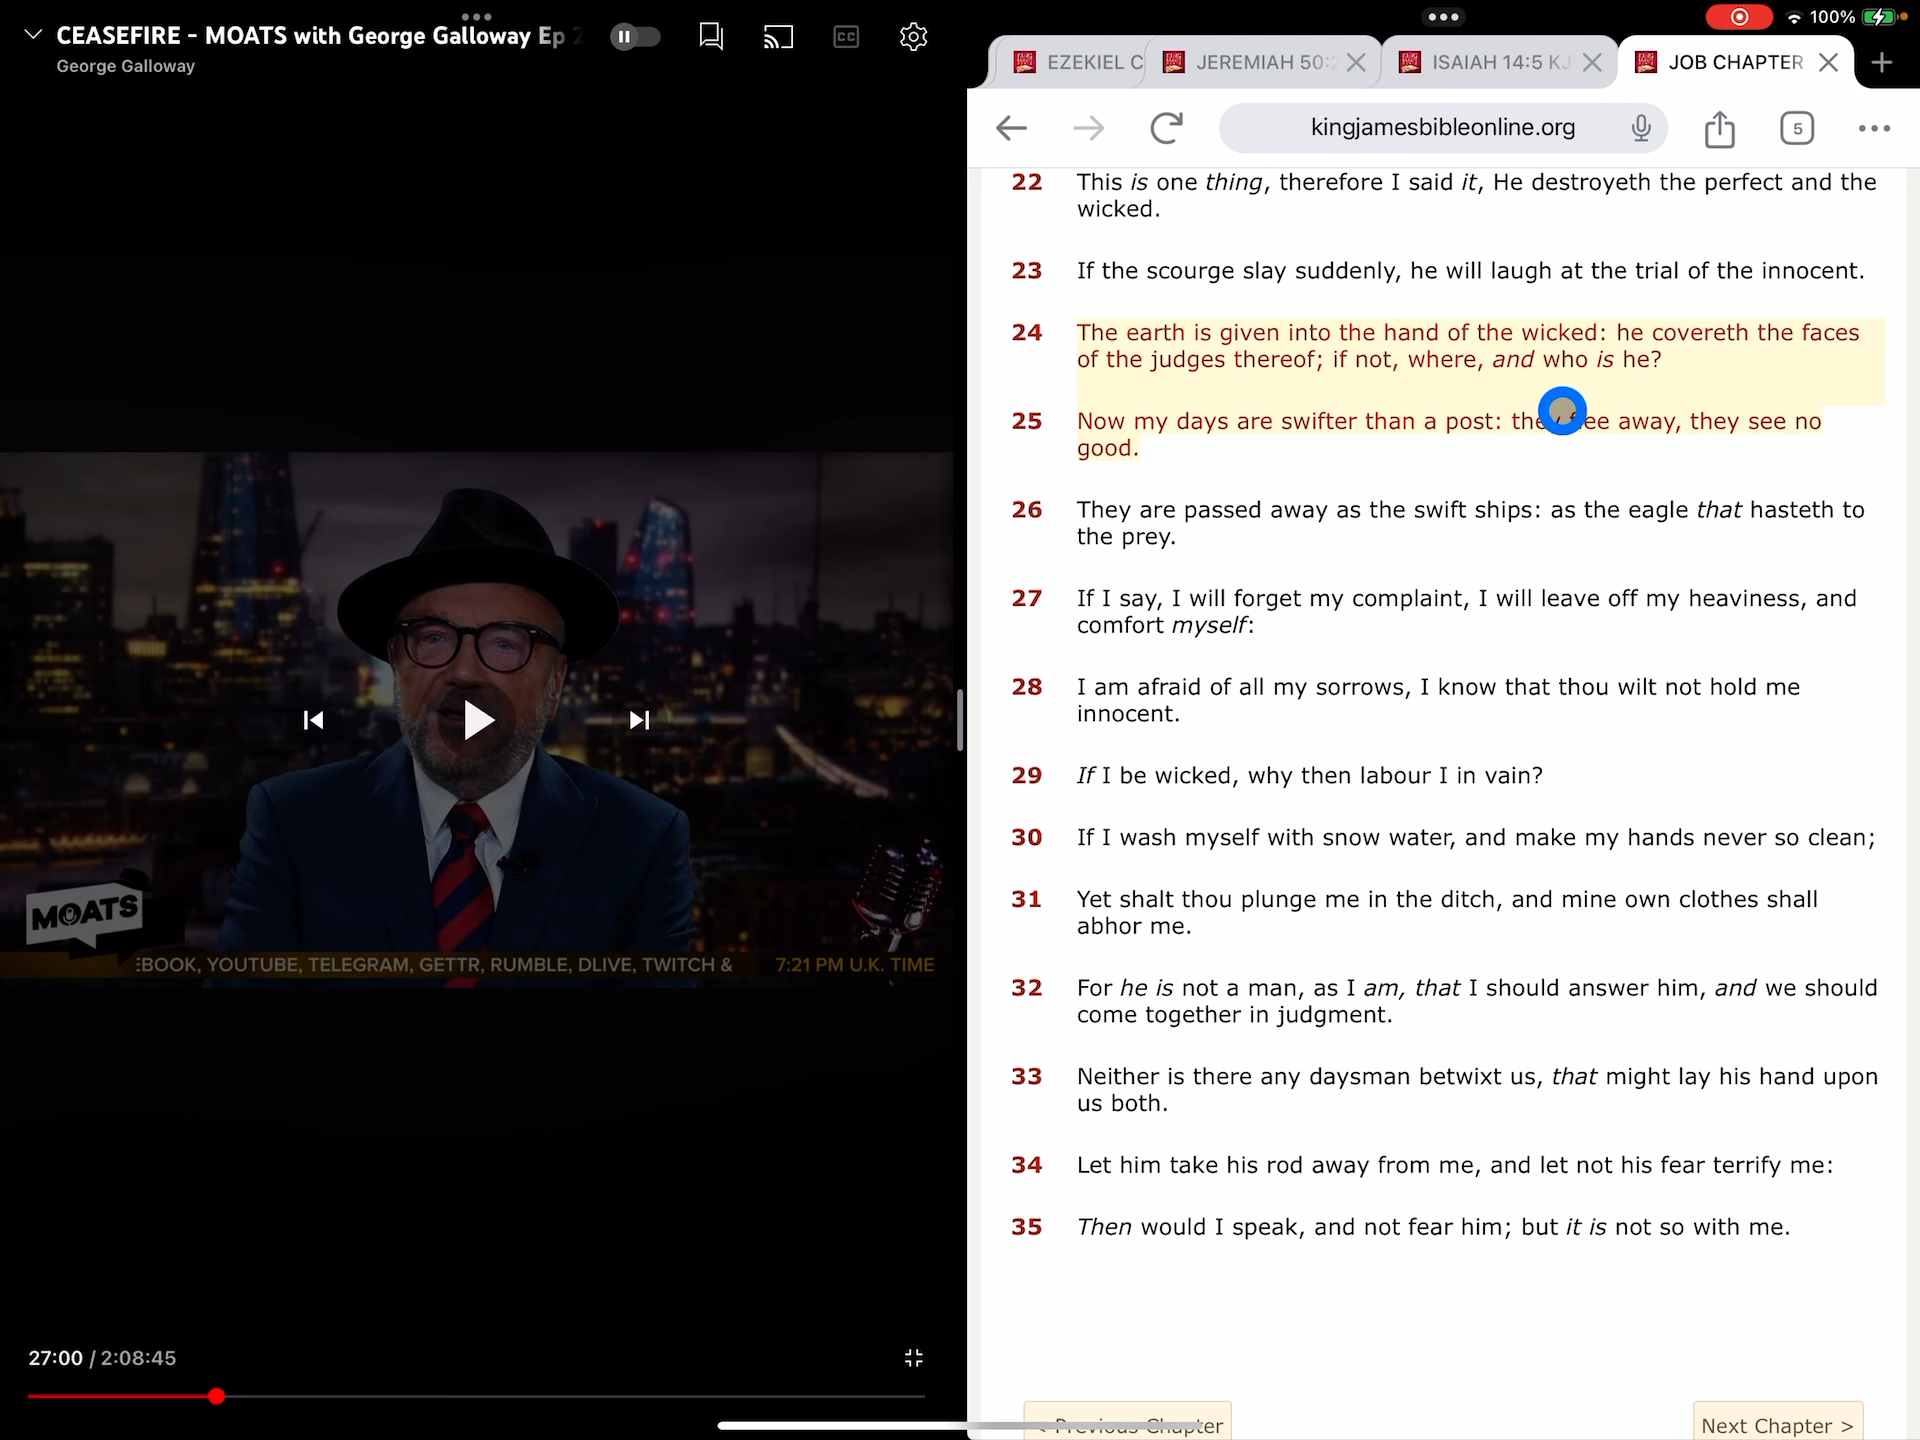 CEASEFIRE - MOATS with George Galloway Ep
George Galloway
MOATS
BOOK, YOUTUBE, TELEGRAM, GETTR, RUMBLE, DLIVE, TWITCH &
7:21 PM U.K. TIME
27:00 / 2:08:45
CC
100%
EZEKIEL C
JEREMIAH 50:
ISAIAH 14:5 KJ
JOB CHAPTER
kingjamesbibleonline.org
5
22 This is one thing, therefore I said it, He destroyeth the perfect and the
wicked.
23 If the scourge slay suddenly, he will laugh at the trial of the innocent.
24 The earth is given into the hand of the wicked: he covereth the faces
of the judges thereof; if not, where, and who is he?
25 Now my days are swifter than a post: they flee away, they see no
good.
26 They are passed away as the swift ships: as the eagle that hasteth to
the prey.
27 If I say, I will forget my complaint, I will leave off my heaviness, and
comfort myself:
28 I am afraid of all my sorrows, I know that thou wilt not hold me
innocent.
29 If I be wicked, why then labour I in vain?
30 If I wash myself with snow water, and make my hands never so clean;
31 Yet shalt thou plunge me in the ditch, and mine own clothes shall
abhor me.
32 For he is not a man, as I am, that I should answer him, and we should
come together in judgment.
33 Neither is there any daysman betwixt us, that might lay his hand upon
us both.
34 Let him take his rod away from me, and let not his fear terrify me:
35 Then would I speak, and not fear him; but it is not so with me.
< Previous Chapter
Next Chapter >